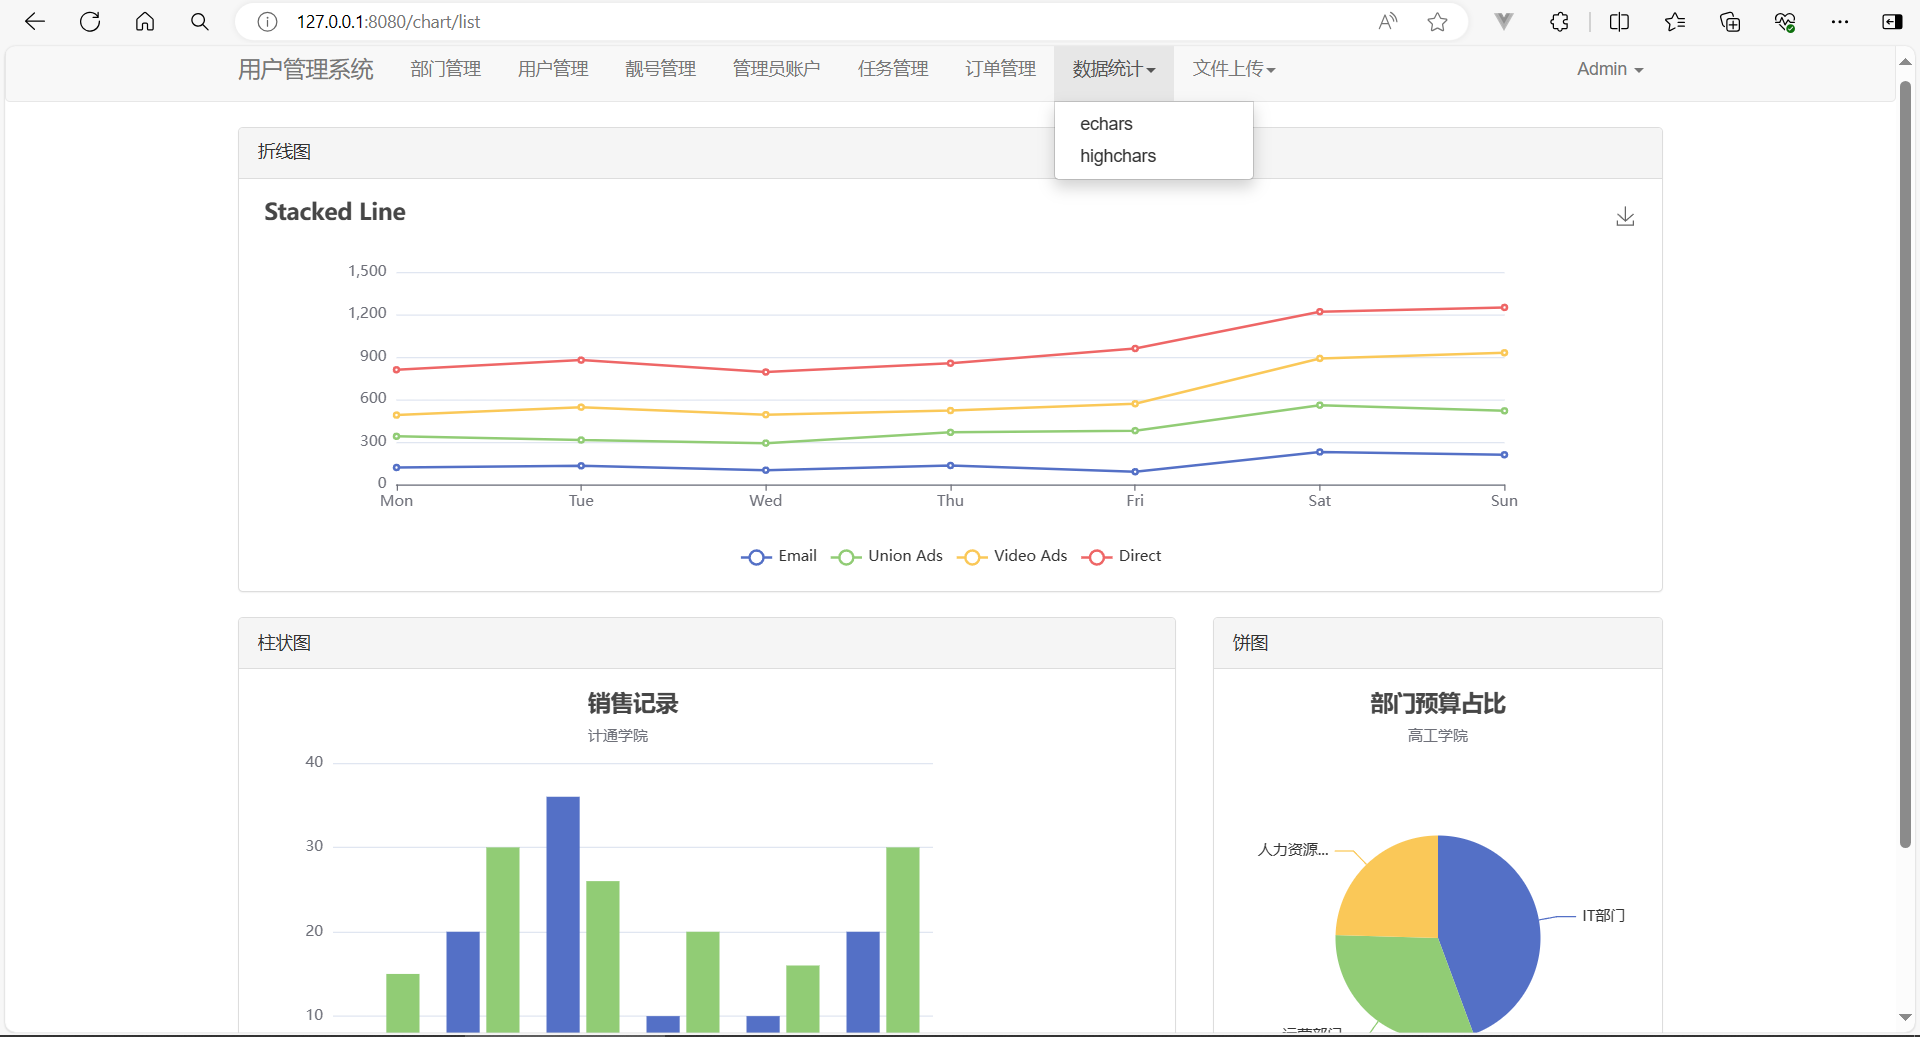 127.0.0.1:8080/chart/list
用户管理系统 部门管理 用户管理 靓号管理 管理员账户 任务管理 订单管理 数据统计 文件上传 Admin
echars
highchars
折线图
Stacked Line
1,500
1,200
900
600
300
0
Mon Tue Wed Thu Fri Sat Sun
Email Union Ads Video Ads Direct
柱状图
销售记录
计通学院
40
30
20
10
饼图
部门预算占比
高工学院
人力资源...
IT部门
运营部门